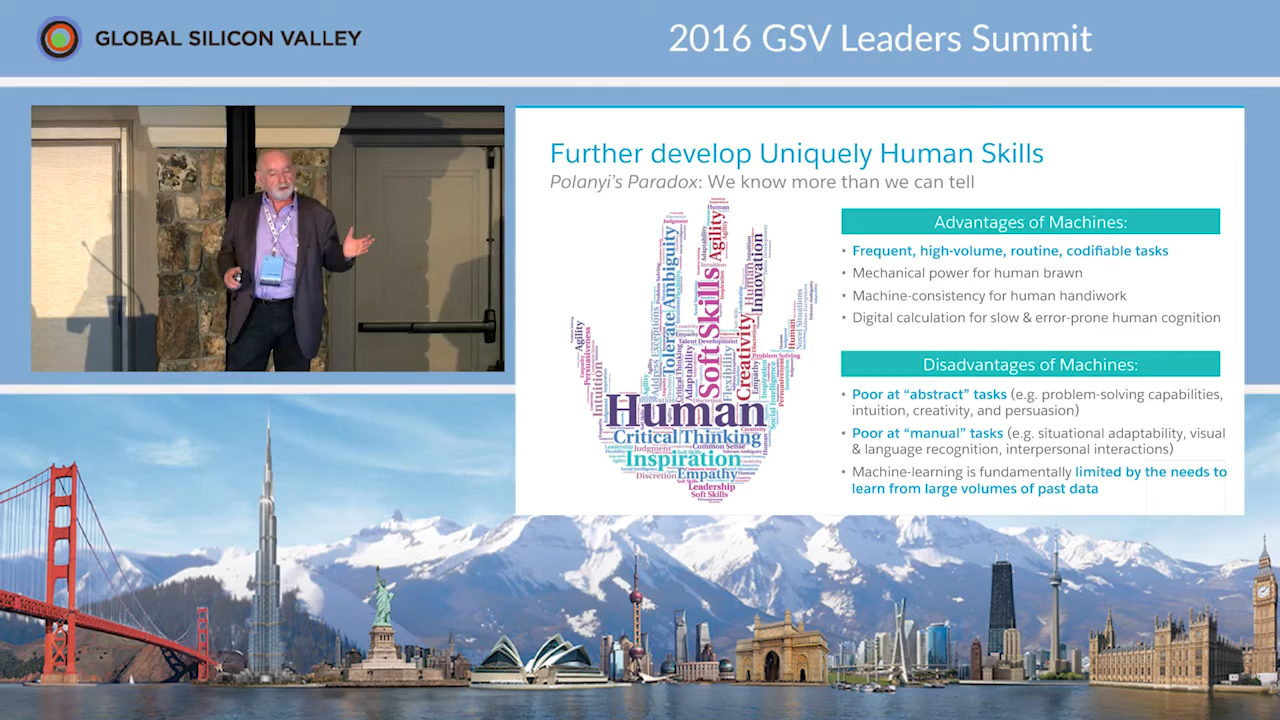 GLOBAL SILICON VALLEY
2016 GSV Leaders Summit
Further develop Uniquely Human Skills
Polanyi's Paradox: We know more than we can tell
Human
Agility
Soft Skills
Tolerate Ambiguity
Adaptability
Innovation
Creativity
Flexibility
Address Exceptions
Intuition
Persuasiveness
Agility
Talent Development
Problem Solving
Empathy
Social Intelligence
Human
Critical Thinking
Judgment
Common Sense
Inspiration
Discretion
Empathy
Leadership
Soft Skills
Advantages of Machines:
• Frequent, high-volume, routine, codifiable tasks
• Mechanical power for human brawn
• Machine-consistency for human handiwork
• Digital calculation for slow & error-prone human cognition
Disadvantages of Machines:
• Poor at “abstract” tasks (e.g. problem-solving capabilities,
intuition, creativity, and persuasion)
• Poor at “manual” tasks (e.g. situational adaptability, visual
& language recognition, interpersonal interactions)
• Machine-learning is fundamentally limited by the needs to
learn from large volumes of past data